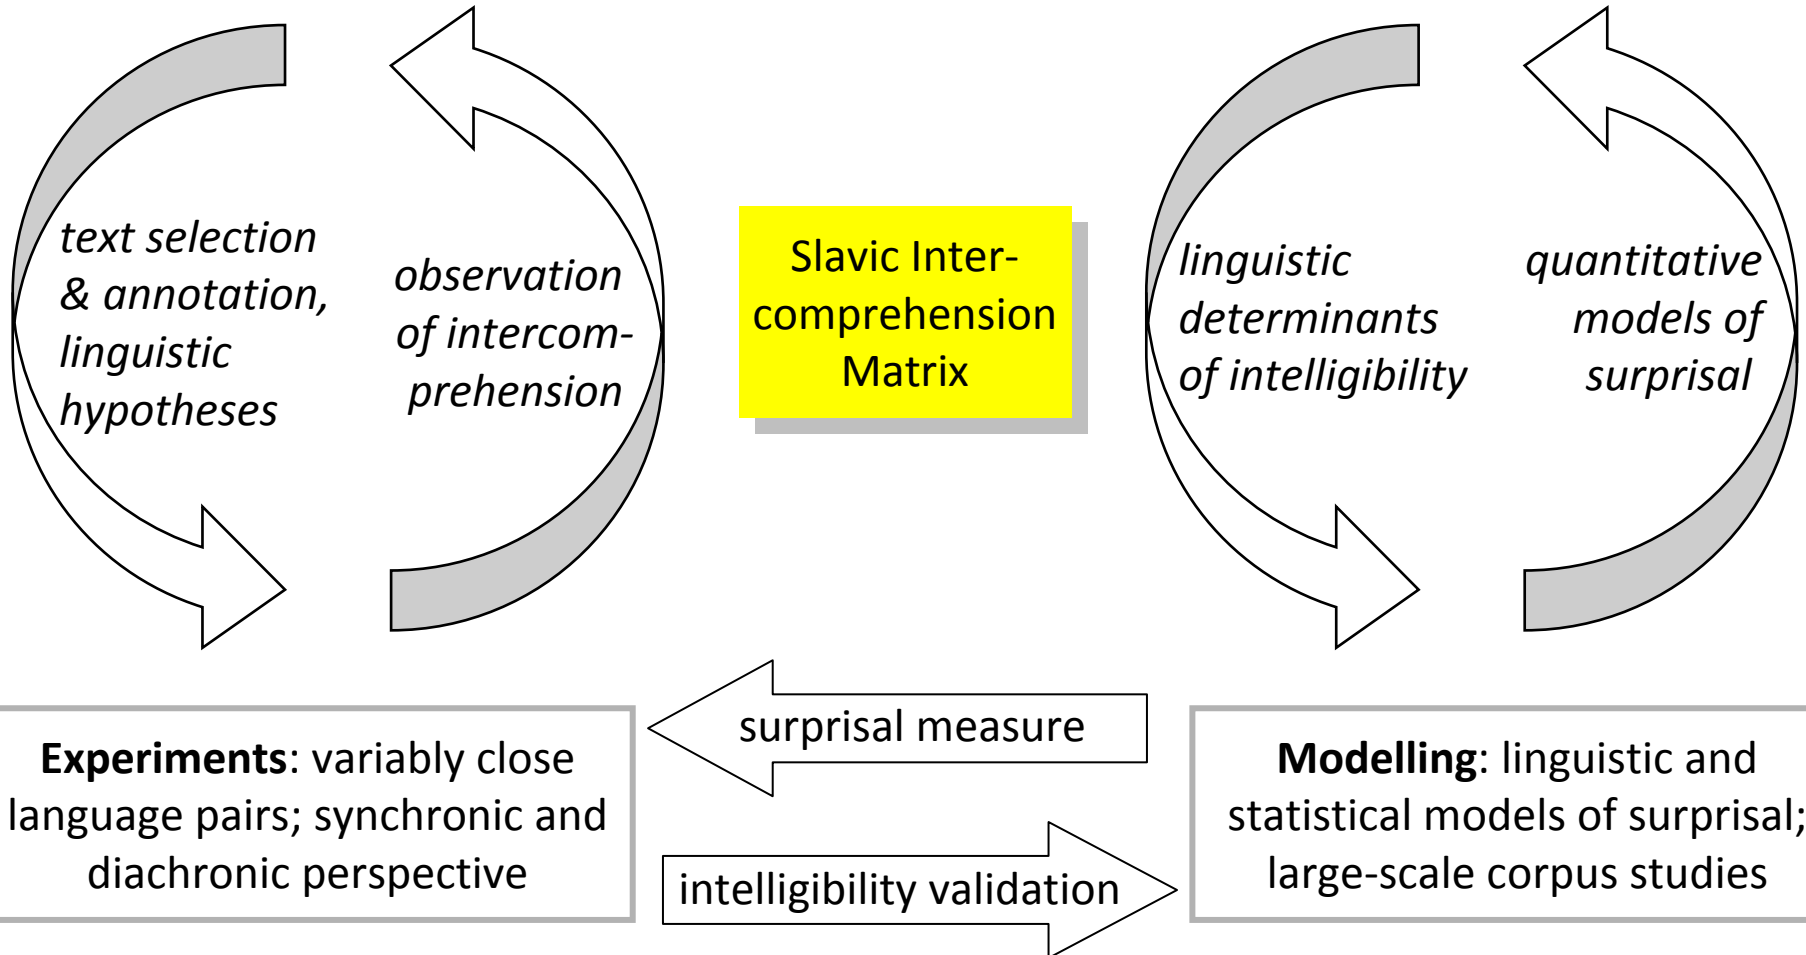 text selection
& annotation,
linguistic
hypotheses
observation
of intercom-
prehension
Slavic Inter-
comprehension
Matrix
linguistic
determinants
of intelligibility
quantitative
models of
surprisal
surprisal measure
Experiments: variably close
language pairs; synchronic and
diachronic perspective
intelligibility validation
Modelling: linguistic and
statistical models of surprisal;
large-scale corpus studies